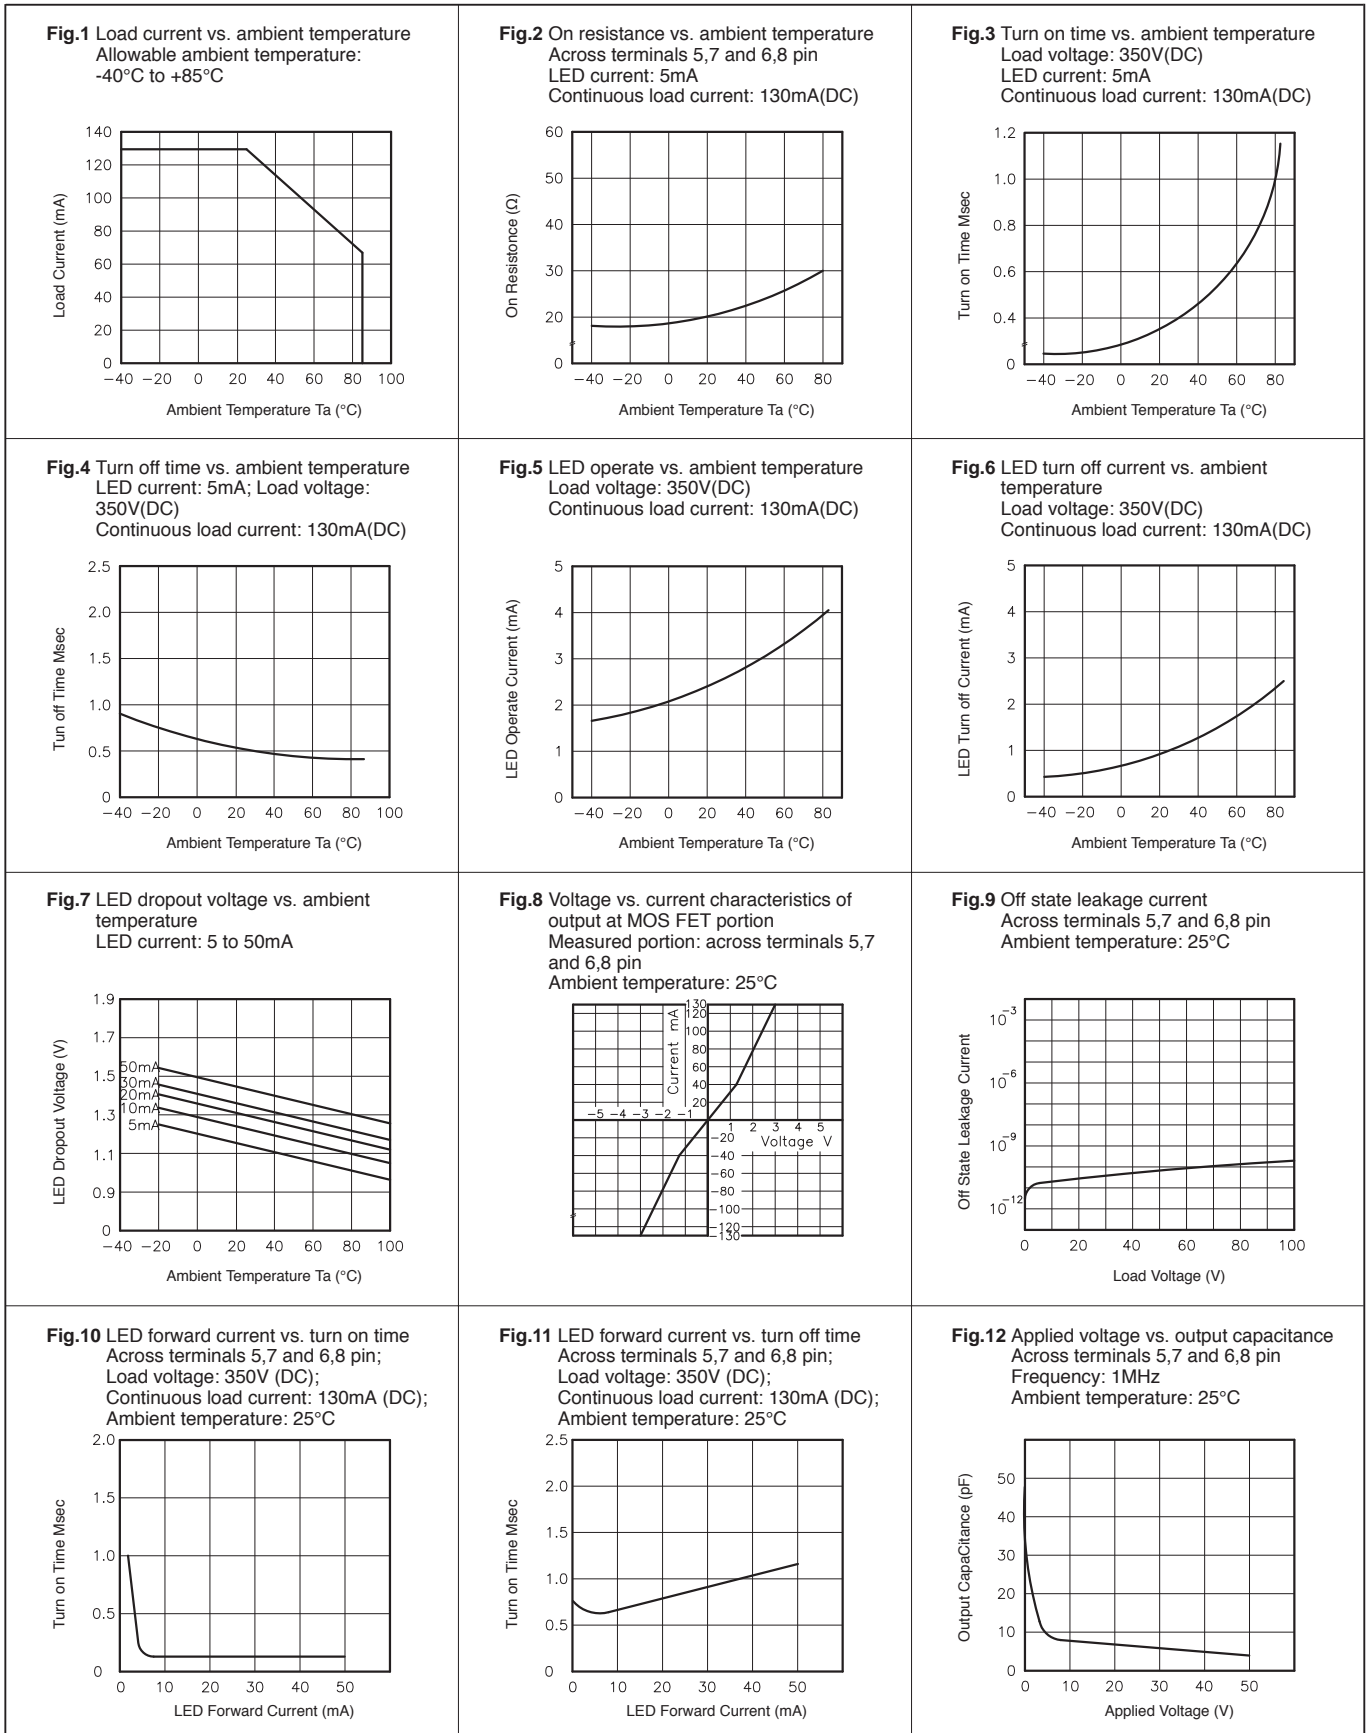 Fig.1 Load current vs. ambient temperature
Allowable ambient temperature:
-40°C to +85°C
140
120
100
80
60
40
20
0
Load Current (mA)
−40 −20 0 20 40 60 80 100
Ambient Temperature Ta (°C)
Fig.2 On resistance vs. ambient temperature
Across terminals 5,7 and 6,8 pin
LED current: 5mA
Continuous load current: 130mA(DC)
60
50
40
30
20
0
On Resistonce (Ω)
−40 −20 0 20 40 60 80
Ambient Temperature Ta (°C)
Fig.3 Turn on time vs. ambient temperature
Load voltage: 350V(DC)
LED current: 5mA
Continuous load current: 130mA(DC)
1.2
1.0
0.8
0.6
0.4
0
Turn on Time Msec
−40 −20 0 20 40 60 80
Ambient Temperature Ta (°C)
Fig.4 Turn off time vs. ambient temperature
LED current: 5mA; Load voltage:
350V(DC)
Continuous load current: 130mA(DC)
2.5
2.0
1.5
1.0
0.5
0
Tun off Time Msec
−40 −20 0 20 40 60 80 100
Ambient Temperature Ta (°C)
Fig.5 LED operate vs. ambient temperature
Load voltage: 350V(DC)
Continuous load current: 130mA(DC)
5
4
3
2
1
0
LED Operate Current (mA)
−40 −20 0 20 40 60 80
Ambient Temperature Ta (°C)
Fig.6 LED turn off current vs. ambient
temperature
Load voltage: 350V(DC)
Continuous load current: 130mA(DC)
5
4
3
2
1
0
LED Turn off Current (mA)
−40 −20 0 20 40 60 80
Ambient Temperature Ta (°C)
Fig.7 LED dropout voltage vs. ambient
temperature
LED current: 5 to 50mA
1.9
1.7
1.5
1.3
1.1
0.9
0
50mA
30mA
20mA
10mA
5mA
LED Dropout Voltage (V)
−40 −20 0 20 40 60 80 100
Ambient Temperature Ta (°C)
Fig.8 Voltage vs. current characteristics of
output at MOS FET portion
Measured portion: across terminals 5,7
and 6,8 pin
Ambient temperature: 25°C
130
120
100
80
60
40
20
Current mA
−5 −4 −3 −2 −1
1 2 3 4 5
Voltage V
−20
−40
−60
−80
−100
−120
−130
Fig.9 Off state leakage current
Across terminals 5,7 and 6,8 pin
Ambient temperature: 25°C
10−3
10−6
10−9
10−12
Off State Leakage Current
0 20 40 60 80 100
Load Voltage (V)
Fig.10 LED forward current vs. turn on time
Across terminals 5,7 and 6,8 pin;
Load voltage: 350V (DC);
Continuous load current: 130mA (DC);
Ambient temperature: 25°C
2.0
1.5
1.0
0.5
0
Turn on Time Msec
0 10 20 30 40 50
LED Forward Current (mA)
Fig.11 LED forward current vs. turn off time
Across terminals 5,7 and 6,8 pin;
Load voltage: 350V (DC);
Continuous load current: 130mA (DC);
Ambient temperature: 25°C
2.5
2.0
1.5
1.0
0.5
0
Turn on Time Msec
0 10 20 30 40 50
LED Forward Current (mA)
Fig.12 Applied voltage vs. output capacitance
Across terminals 5,7 and 6,8 pin
Frequency: 1MHz
Ambient temperature: 25°C
50
40
30
20
10
0
Output CapaCitance (pF)
0 10 20 30 40 50
Applied Voltage (V)